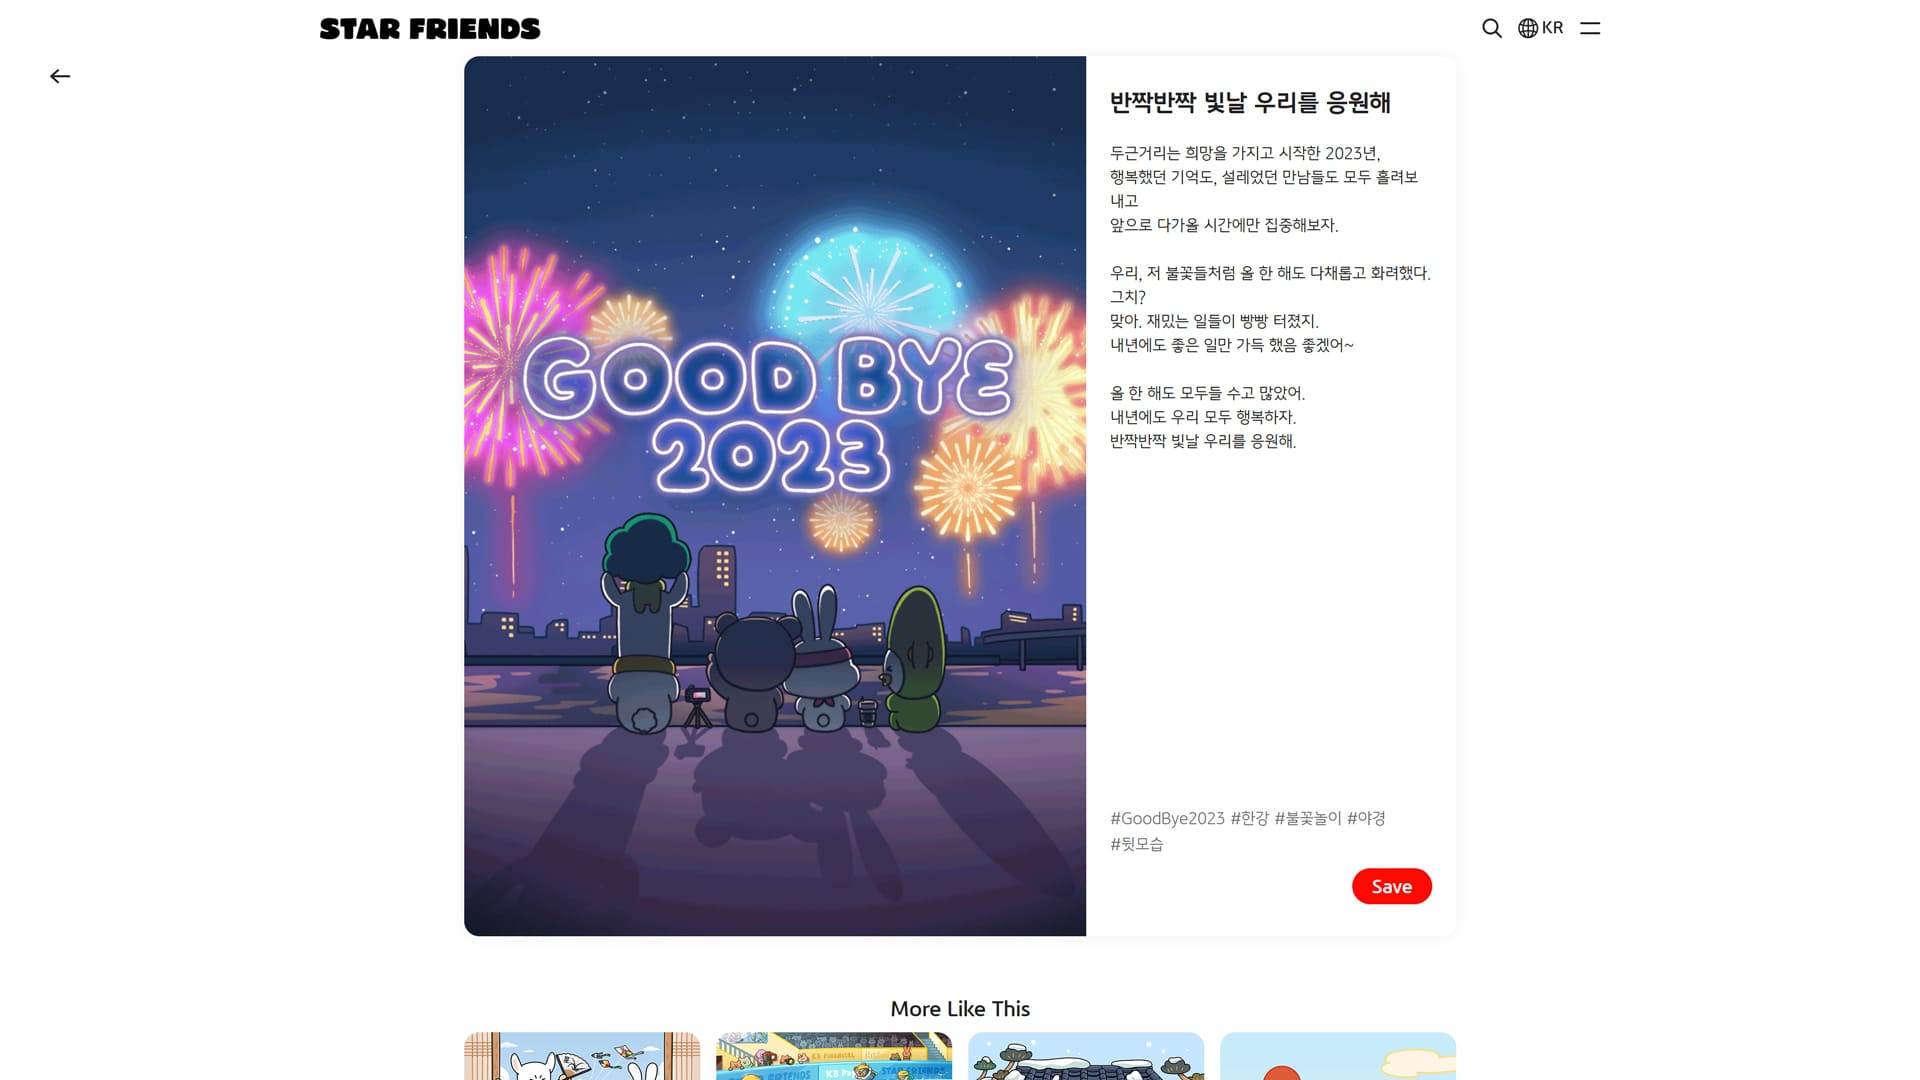 STAR FRIENDS
KR
반짝반짝 빛날 우리를 응원해
두근거리는 희망을 가지고 시작한 2023년,
행복했던 기억도, 설레었던 만남들도 모두 흘려보
내고
앞으로 다가올 시간에만 집중해보자.
우리, 저 불꽃들처럼 올 한 해도 다채롭고 화려했다.
그치?
맞아. 재밌는 일들이 빵빵 터졌지.
내년에도 좋은 일만 가득 했음 좋겠어~
올 한 해도 모두들 수고 많았어.
내년에도 우리 모두 행복하자.
반짝반짝 빛날 우리를 응원해.
GOOD BYE
2023
#GoodBye2023 #한강 #불꽃놀이 #야경
#뒷모습
Save
More Like This
KB Pay
STAR FRIENDS